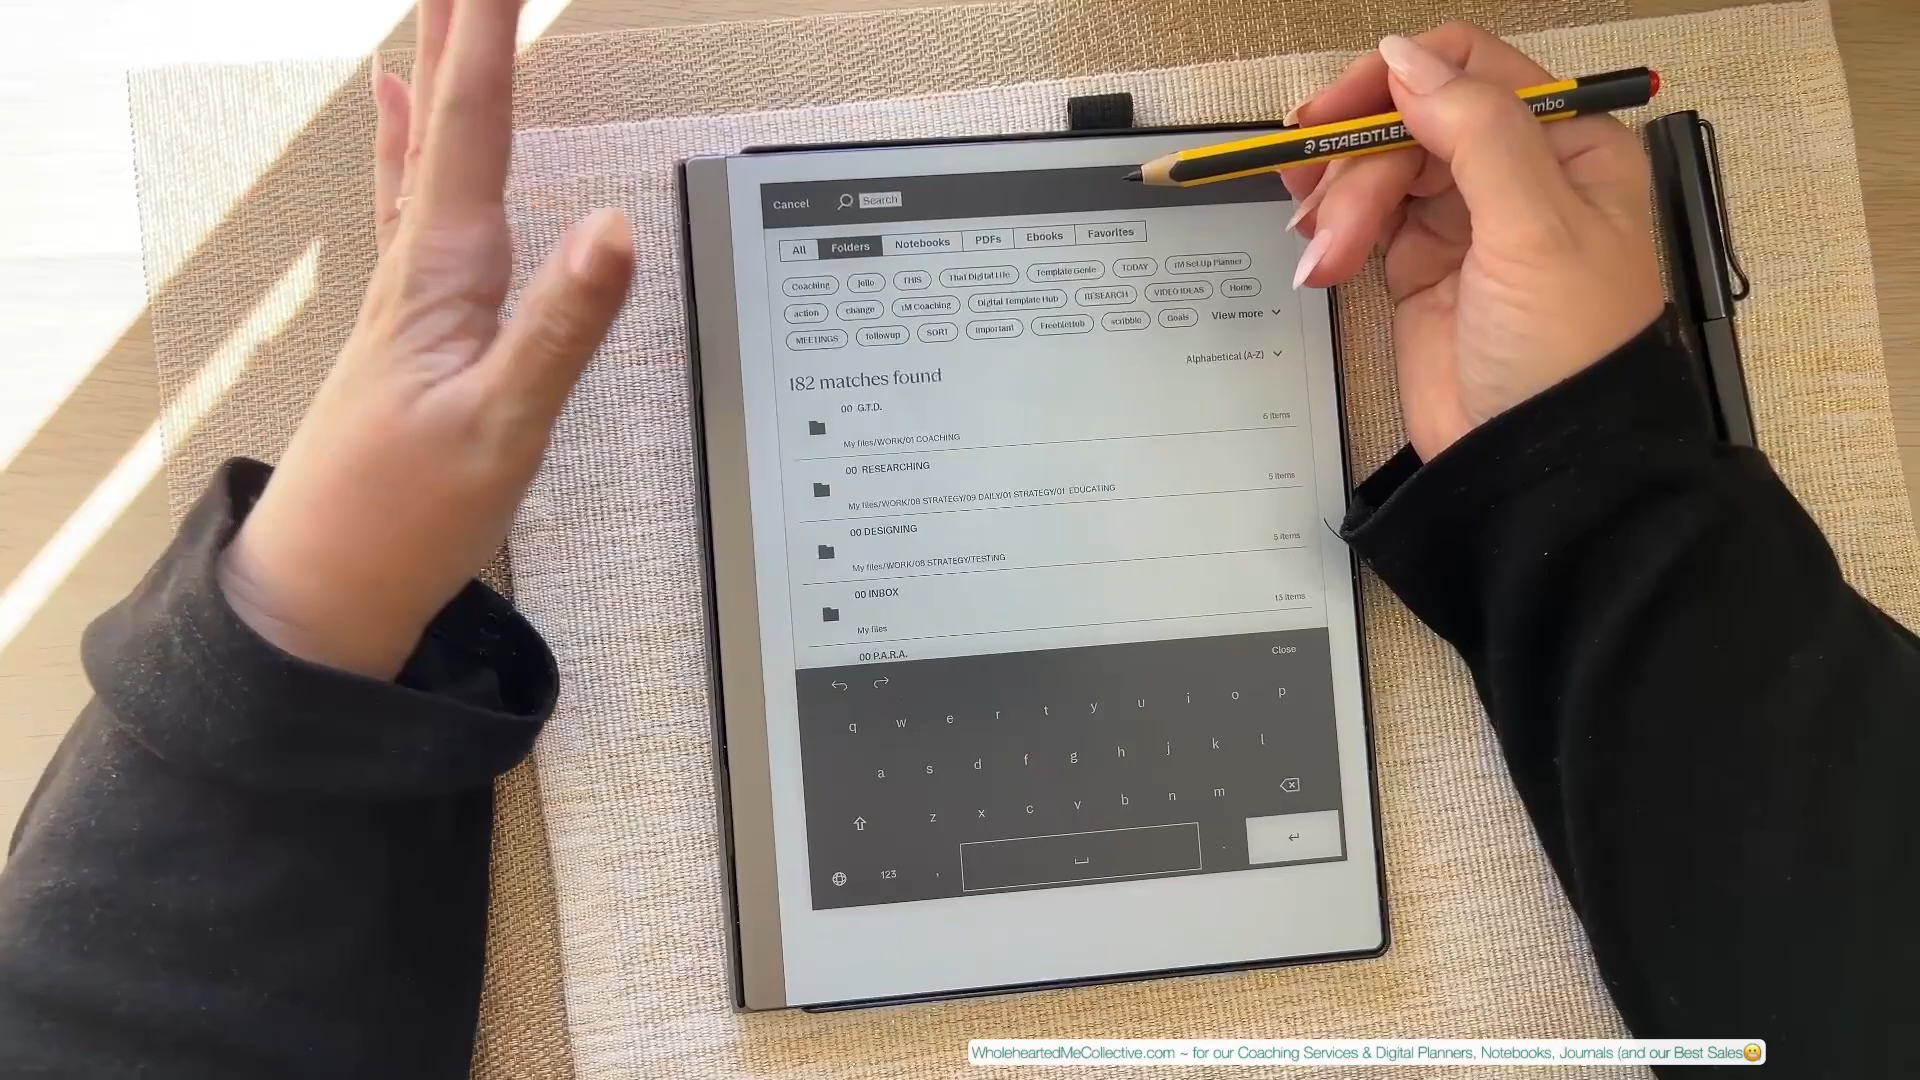 STAEDTLER
Cancel Search
All Folders Notebooks PDFs Ebooks Favorites
Coaching Jello THIS That Digital Life Template Genie TODAY 1M Set Up Planner
action change 1M Coaching Digital Template Hub RESEARCH VIDEO IDEAS Home
MEETINGS followup SORT important FreebieHub scribble Goals View more
Alphabetical (A-Z)
182 matches found
00 G.T.D.
My files/WORK/01 COACHING 6 items
00 RESEARCHING
My files/WORK/08 STRATEGY/09 DAILY/01 STRATEGY/01 EDUCATING 5 items
00 DESIGNING
My files/WORK/08 STRATEGY/TESTING 5 items
00 INBOX
My files 13 items
00 P.A.R.A.
Close
q w e r t y u i o p
a s d f g h j k l
z x c v b n m
123 , .
WholeheartedMeCollective.com ~ for our Coaching Services & Digital Planners, Notebooks, Journals (and our Best Sales😬